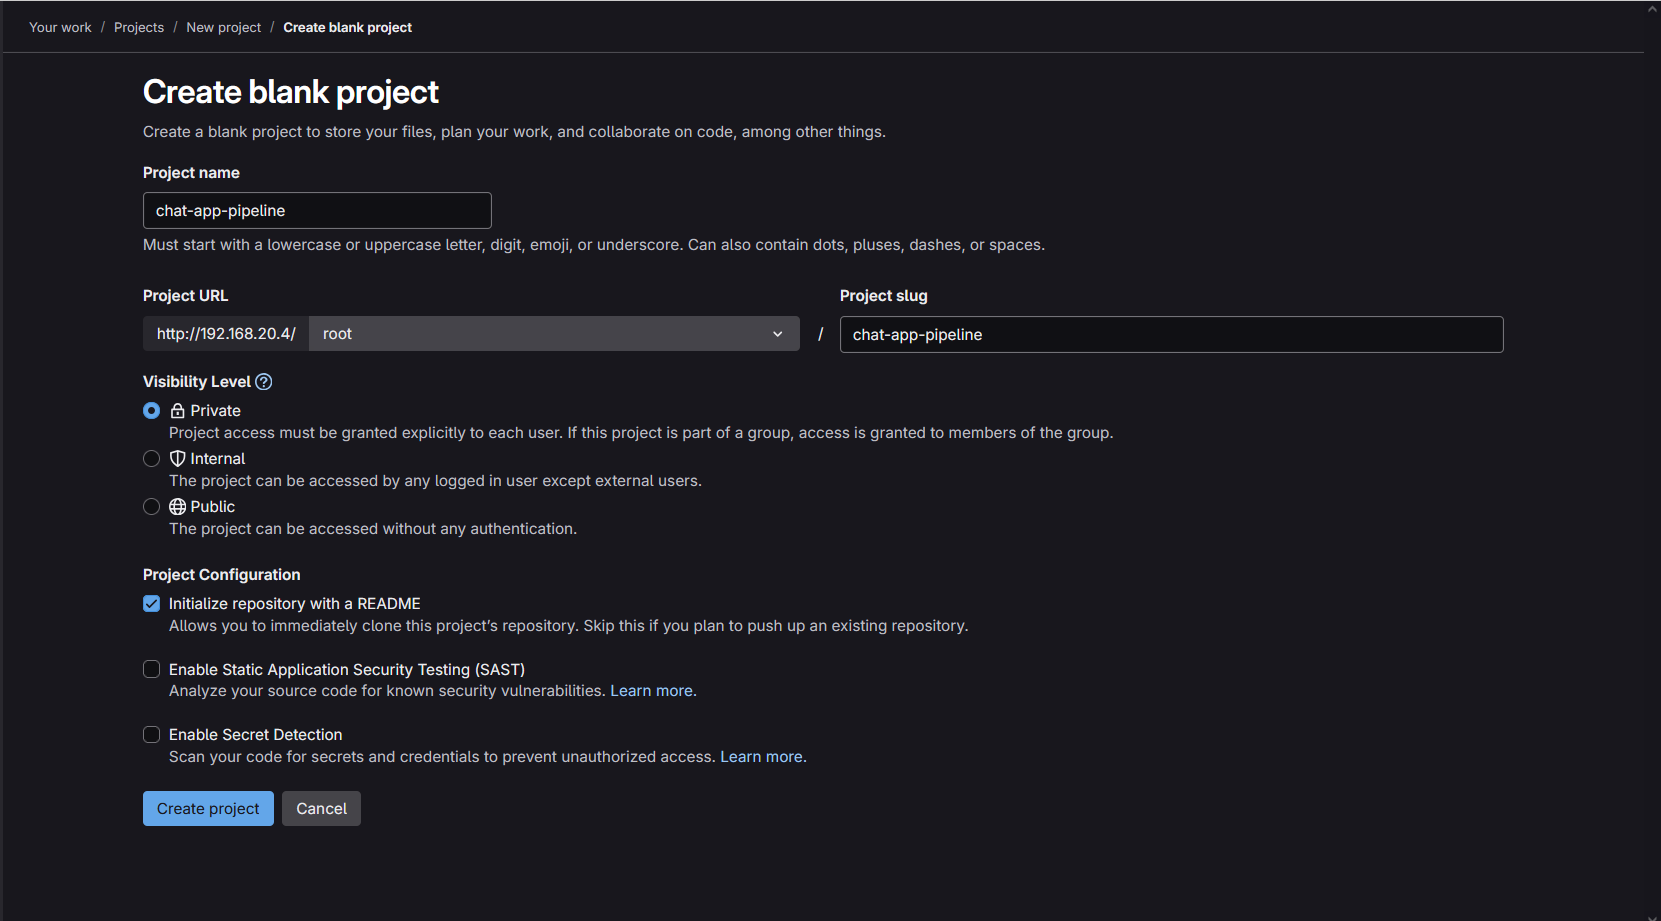 Your work / Projects / New project / Create blank project
Create blank project
Create a blank project to store your files, plan your work, and collaborate on code, among other things.
Project name
chat-app-pipeline
Must start with a lowercase or uppercase letter, digit, emoji, or underscore. Can also contain dots, pluses, dashes, or spaces.
Project URL
http://192.168.20.4/ root /
Project slug
chat-app-pipeline
Visibility Level
Private
Project access must be granted explicitly to each user. If this project is part of a group, access is granted to members of the group.
Internal
The project can be accessed by any logged in user except external users.
Public
The project can be accessed without any authentication.
Project Configuration
Initialize repository with a README
Allows you to immediately clone this project’s repository. Skip this if you plan to push up an existing repository.
Enable Static Application Security Testing (SAST)
Analyze your source code for known security vulnerabilities. Learn more.
Enable Secret Detection
Scan your code for secrets and credentials to prevent unauthorized access. Learn more.
Create project Cancel